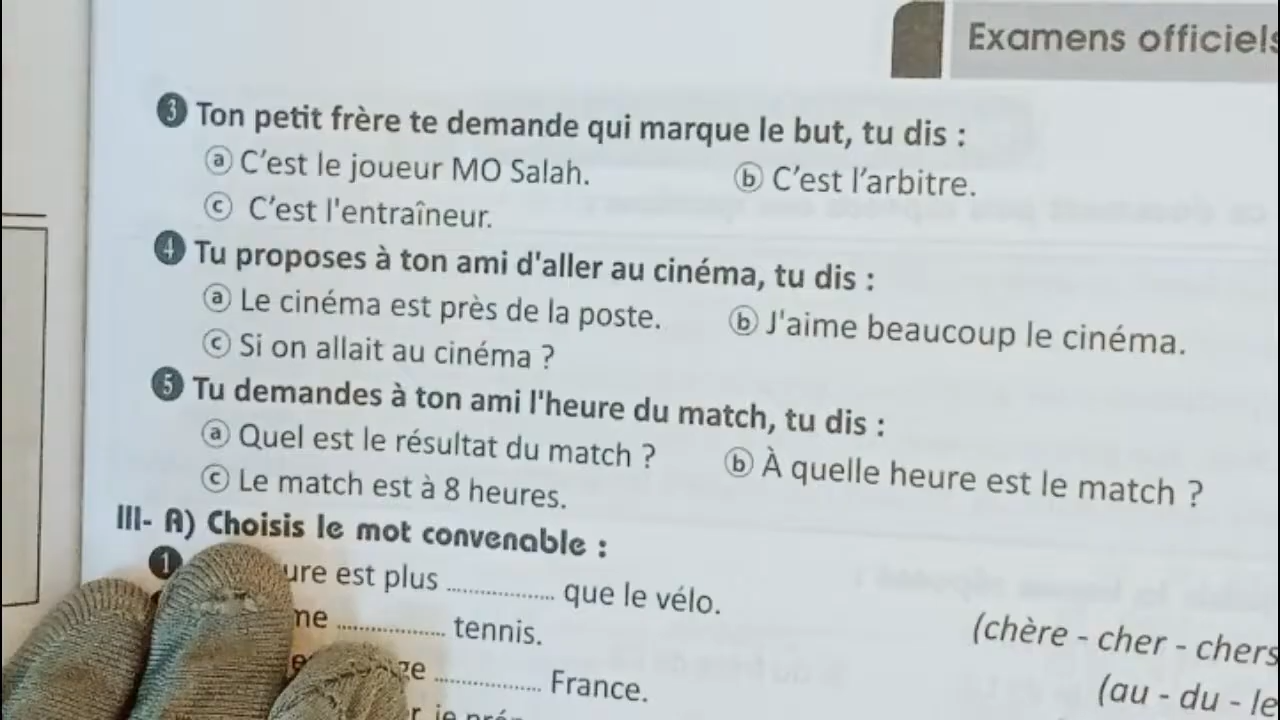 Examens officiels
3 Ton petit frère te demande qui marque le but, tu dis :
a C'est le joueur MO Salah. b C'est l'arbitre.
c C'est l'entraîneur.
4 Tu proposes à ton ami d'aller au cinéma, tu dis :
a Le cinéma est près de la poste. b J'aime beaucoup le cinéma.
c Si on allait au cinéma ?
5 Tu demandes à ton ami l'heure du match, tu dis :
a Quel est le résultat du match ? b À quelle heure est le match ?
c Le match est à 8 heures.
III- A) Choisis le mot convenable :
1 est plus .................. que le vélo. (chère - cher - chers
.................. tennis. (au - du - le
.................. France.